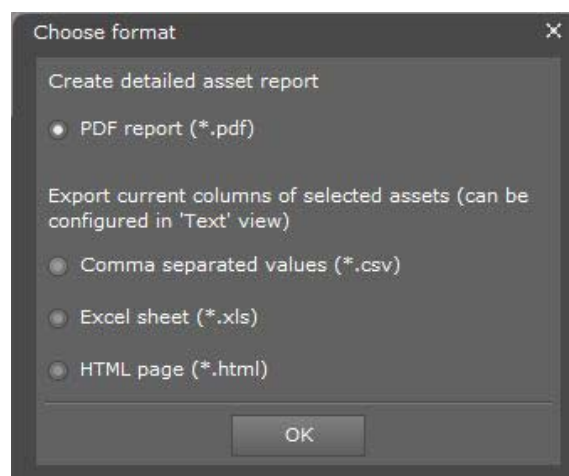 Choose format
Create detailed asset report
PDF report (*.pdf)
Export current columns of selected assets (can be
configured in 'Text' view)
Comma separated values (*.csv)
Excel sheet (*.xls)
HTML page (*.html)
OK